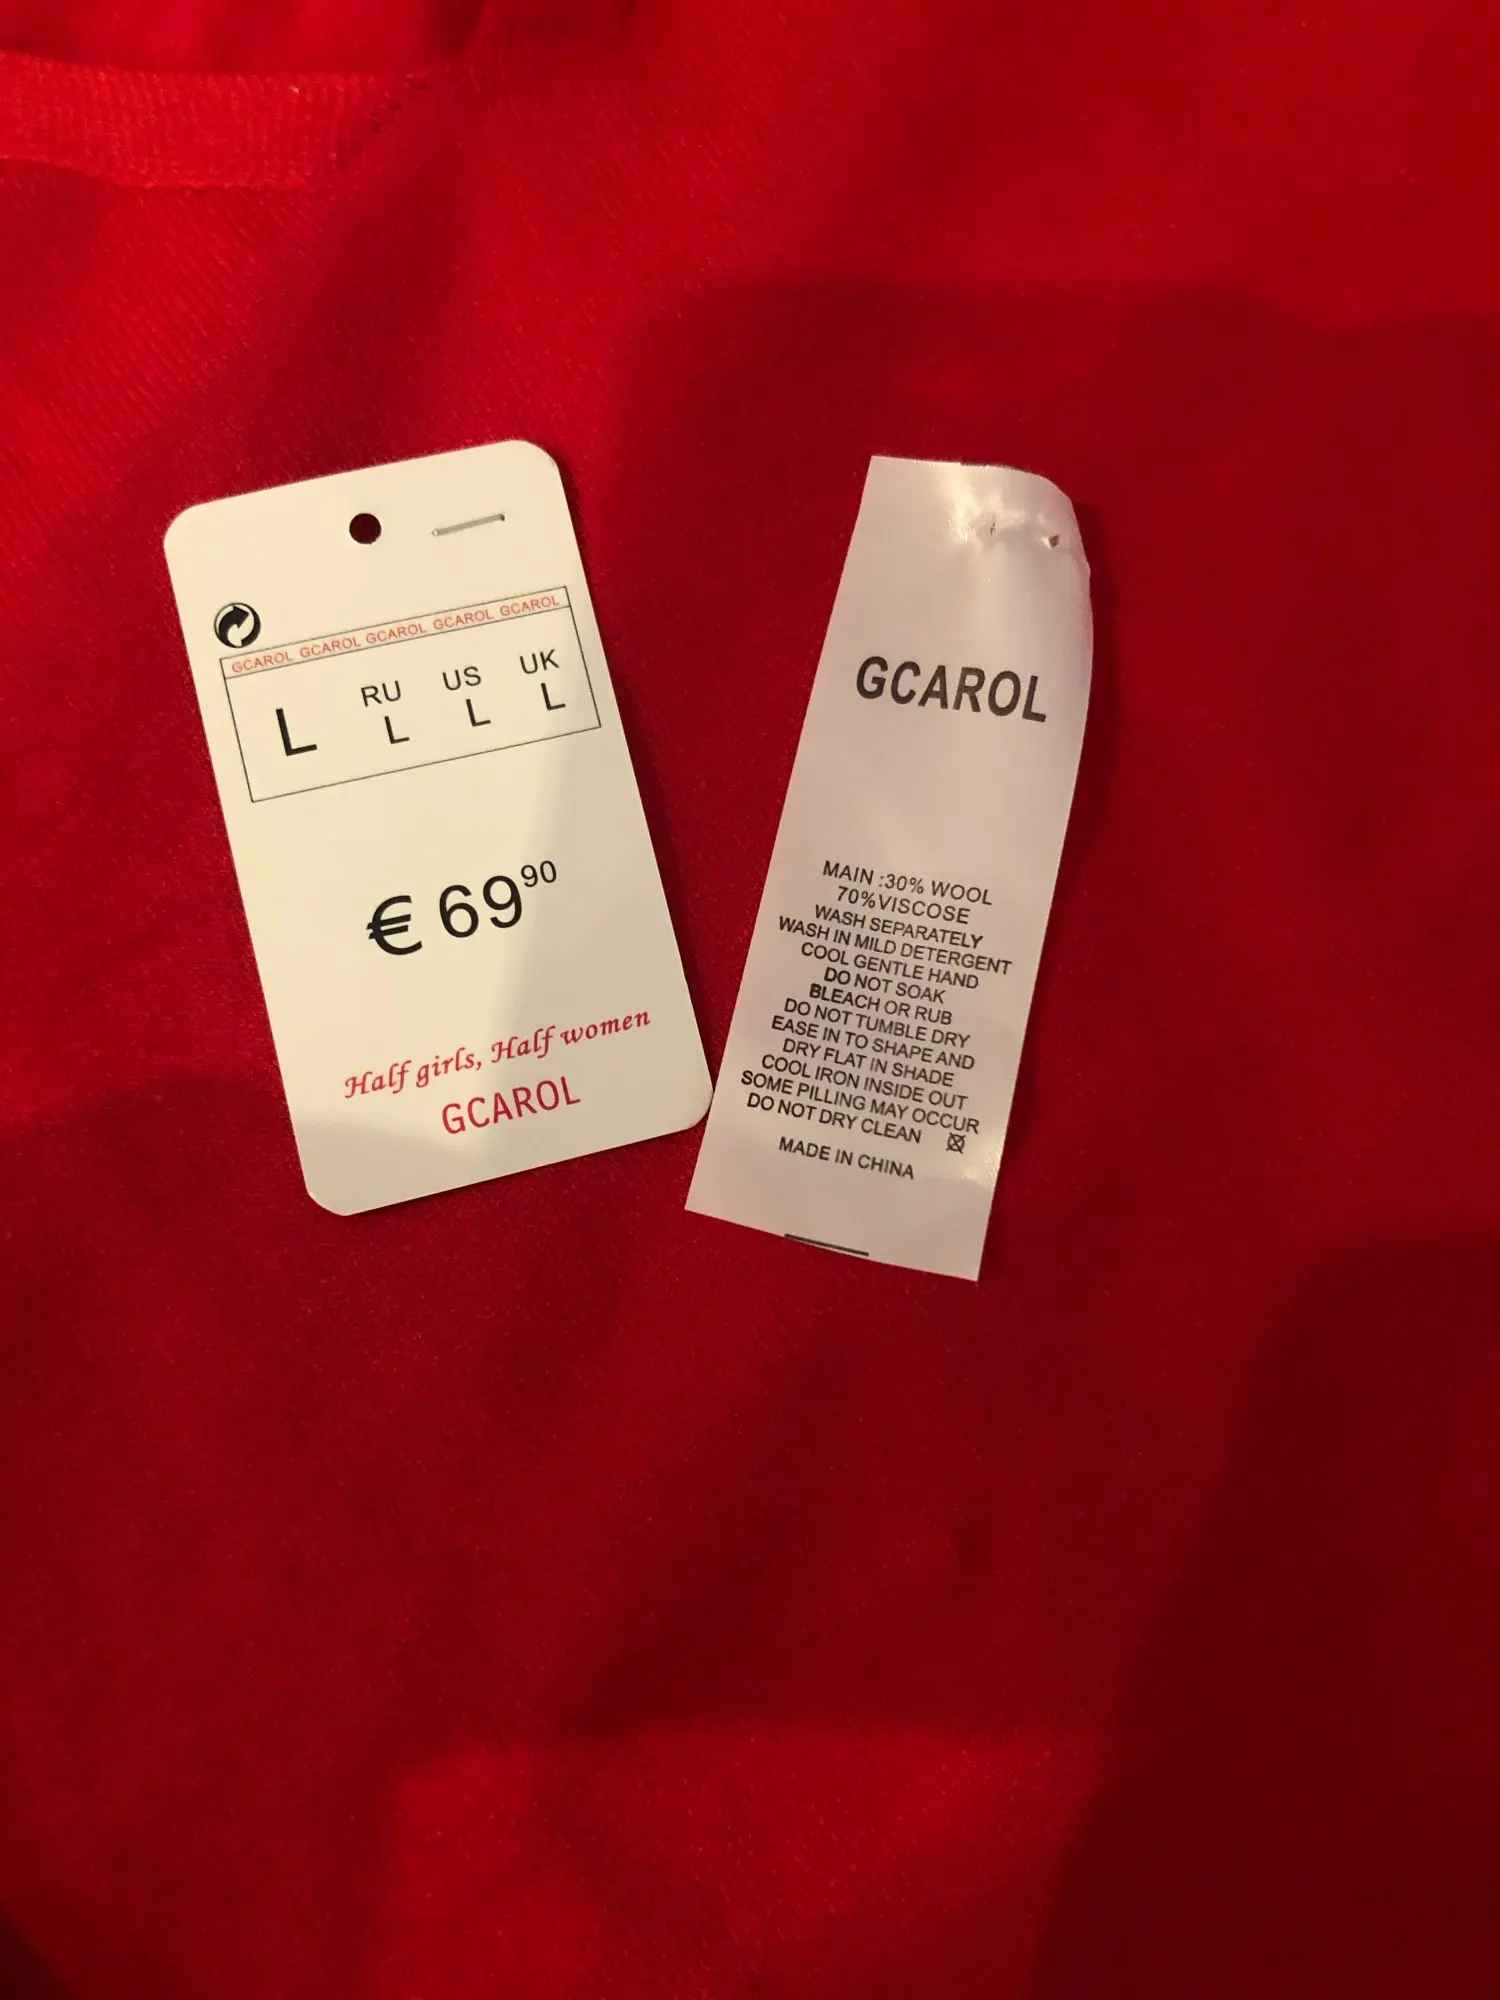 GCAROL GCAROL GCAROL GCAROL GCAROL
L RU US UK
L L L
€ 69 90
Half girls, Half women
GCAROL
GCAROL
MAIN :30% WOOL
70%VISCOSE
WASH SEPARATELY
WASH IN MILD DETERGENT
COOL GENTLE HAND
DO NOT SOAK
BLEACH OR RUB
DO NOT TUMBLE DRY
EASE IN TO SHAPE AND
DRY FLAT IN SHADE
COOL IRON INSIDE OUT
SOME PILLING MAY OCCUR
DO NOT DRY CLEAN
MADE IN CHINA